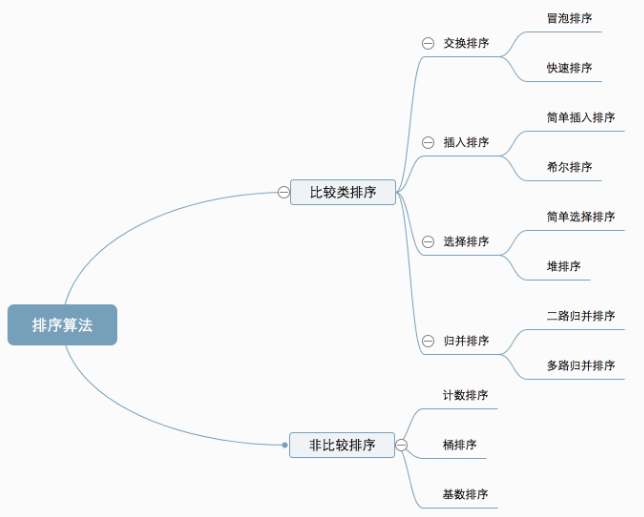 排序算法
比较类排序
交换排序
冒泡排序
快速排序
插入排序
简单插入排序
希尔排序
选择排序
简单选择排序
堆排序
归并排序
二路归并排序
多路归并排序
非比较排序
计数排序
桶排序
基数排序